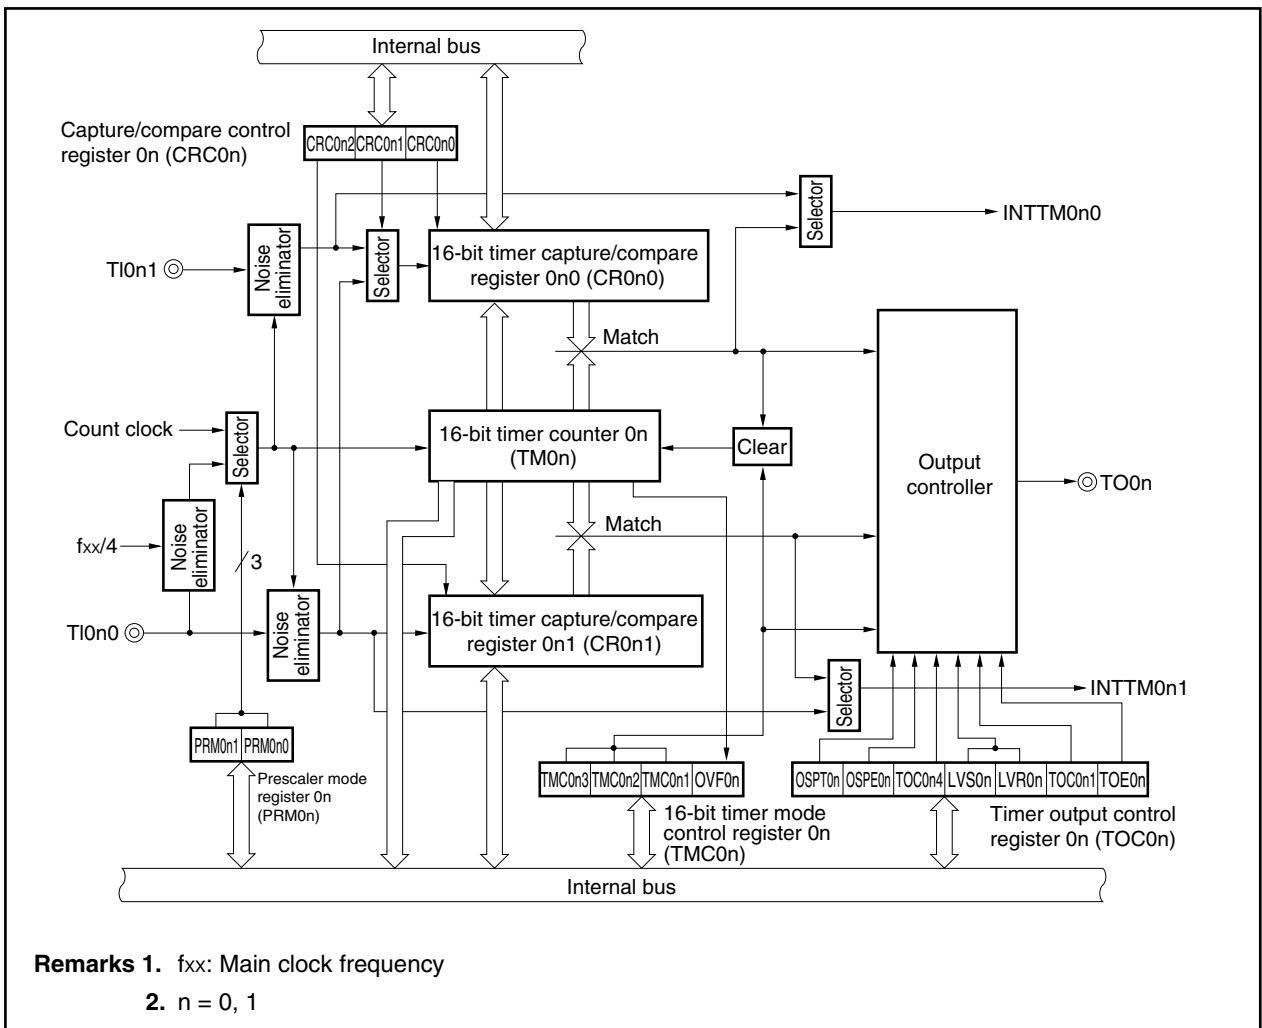 Internal bus
Capture/compare control
register 0n (CRC0n)
CRC0n2 CRC0n1 CRC0n0
Selector
INTTM0n0
Noise
eliminator
Selector
16-bit timer capture/compare
register 0n0 (CR0n0)
TI0n1
Match
Count clock
Selector
16-bit timer counter 0n
(TM0n)
Clear
Output
controller
TO0n
fxx/4
Noise
eliminator
3
Match
TI0n0
Noise
eliminator
16-bit timer capture/compare
register 0n1 (CR0n1)
Selector
INTTM0n1
PRM0n1 PRM0n0
Prescaler mode
register 0n
(PRM0n)
TMC0n3 TMC0n2 TMC0n1 OVF0n
16-bit timer mode
control register 0n
(TMC0n)
OSPT0n OSPE0n TOC0n4 LVS0n LVR0n TOC0n1 TOE0n
Timer output control
register 0n (TOC0n)
Internal bus
Remarks 1. fxx: Main clock frequency
2. n = 0, 1